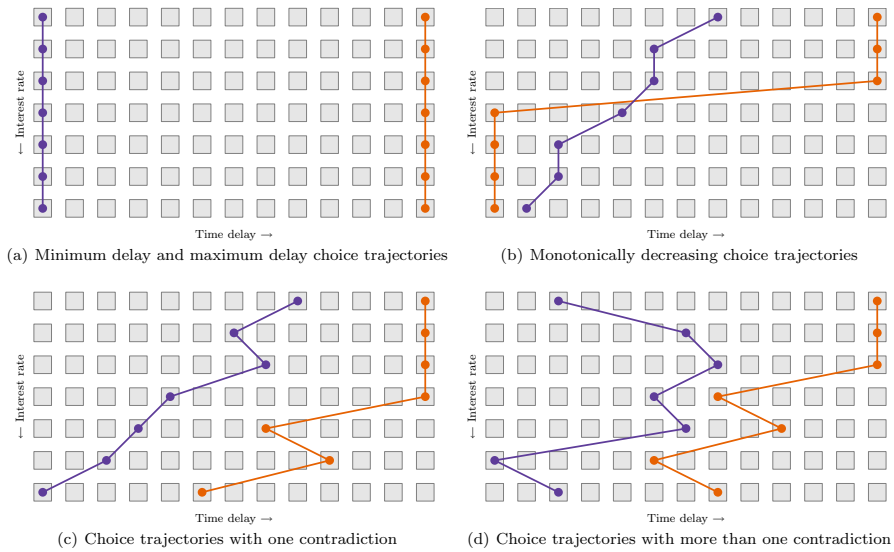 ← Interest rate
Time delay →
(a) Minimum delay and maximum delay choice trajectories
← Interest rate
Time delay →
(b) Monotonically decreasing choice trajectories
← Interest rate
Time delay →
(c) Choice trajectories with one contradiction
← Interest rate
Time delay →
(d) Choice trajectories with more than one contradiction